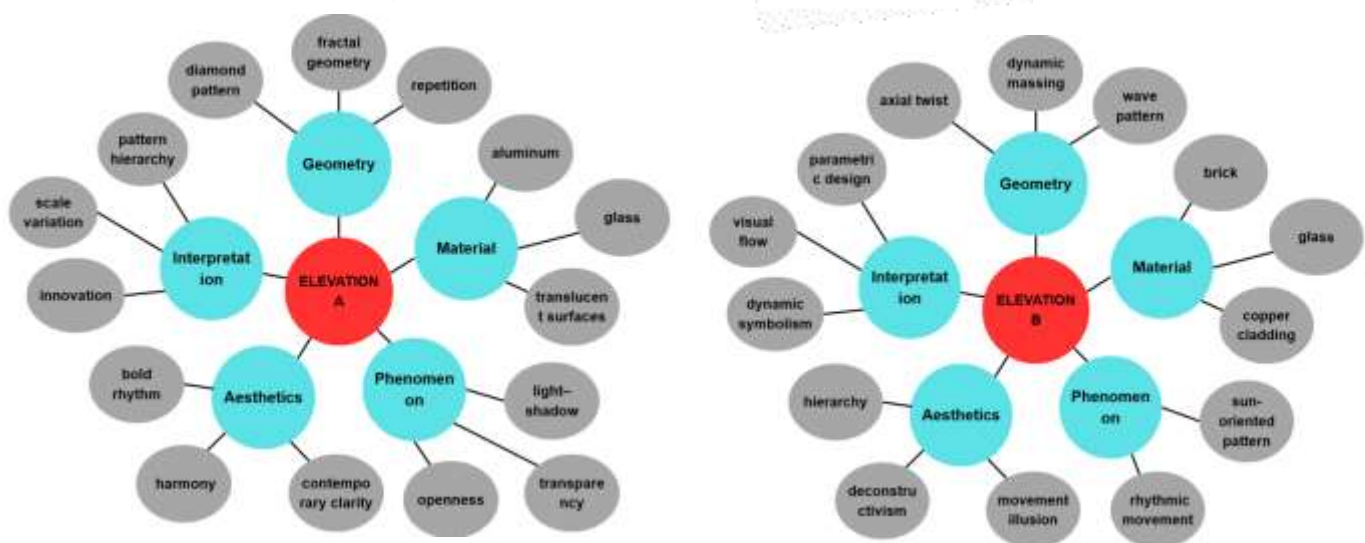 fractal
geometry
diamond
pattern
repetition
Geometry
pattern
hierarchy
aluminum
scale
variation
glass
Interpretat
ion
Material
innovation
ELEVATION
A
translucen
t surfaces
bold
rhythm
Aesthetics
Phenomen
on
light–
shadow
harmony
contempo
rary clarity
openness
transpare
ncy
dynamic
massing
axial twist
wave
pattern
Geometry
parametri
c design
brick
visual
flow
glass
Interpretat
ion
Material
dynamic
symbolism
ELEVATION
B
copper
cladding
hierarchy
Aesthetics
Phenomen
on
sun-
oriented
pattern
deconstru
ctivism
movement
illusion
rhythmic
movement